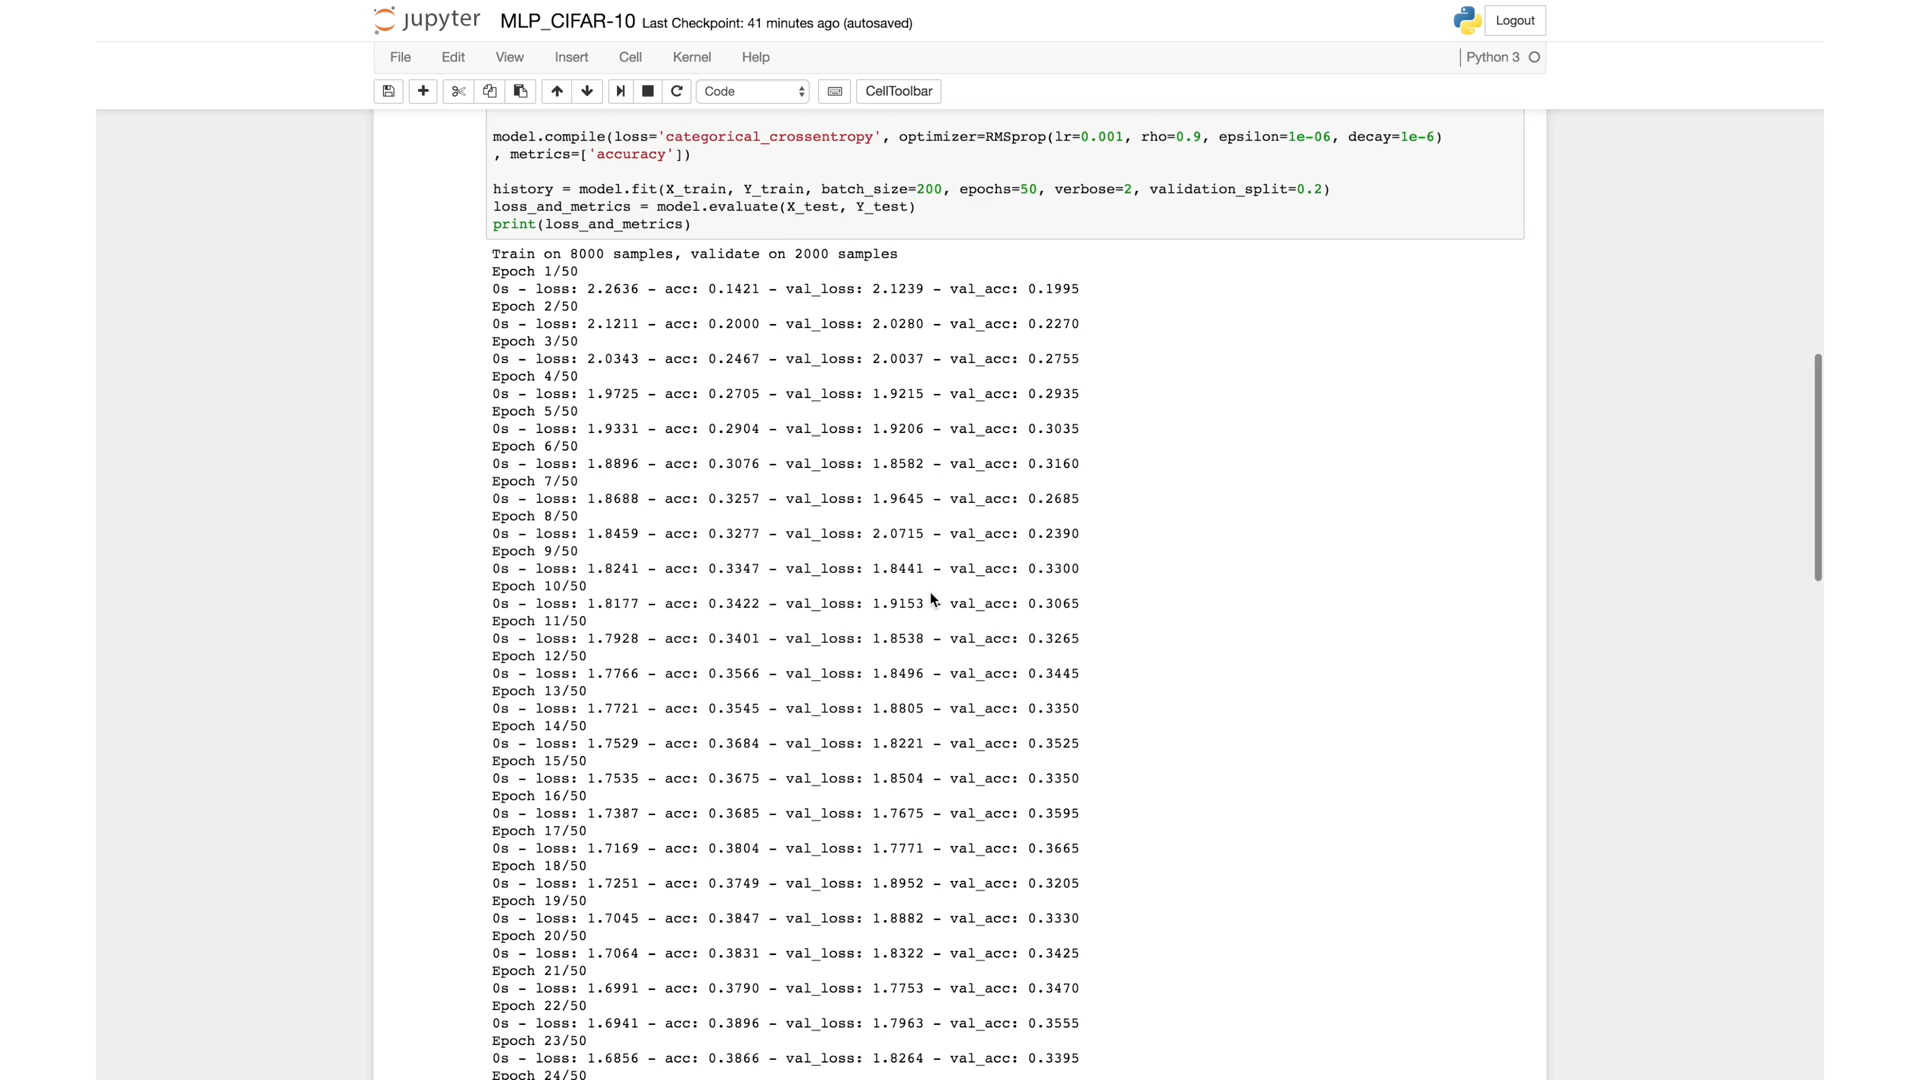 jupyter MLP_CIFAR-10 Last Checkpoint: 41 minutes ago (autosaved) Logout
File Edit View Insert Cell Kernel Help Python 3
Code CellToolbar
model.compile(loss='categorical_crossentropy', optimizer=RMSprop(lr=0.001, rho=0.9, epsilon=1e-06, decay=1e-6)
, metrics=['accuracy'])
history = model.fit(X_train, Y_train, batch_size=200, epochs=50, verbose=2, validation_split=0.2)
loss_and_metrics = model.evaluate(X_test, Y_test)
print(loss_and_metrics)
Train on 8000 samples, validate on 2000 samples
Epoch 1/50
0s - loss: 2.2636 - acc: 0.1421 - val_loss: 2.1239 - val_acc: 0.1995
Epoch 2/50
0s - loss: 2.1211 - acc: 0.2000 - val_loss: 2.0280 - val_acc: 0.2270
Epoch 3/50
0s - loss: 2.0343 - acc: 0.2467 - val_loss: 2.0037 - val_acc: 0.2755
Epoch 4/50
0s - loss: 1.9725 - acc: 0.2705 - val_loss: 1.9215 - val_acc: 0.2935
Epoch 5/50
0s - loss: 1.9331 - acc: 0.2904 - val_loss: 1.9206 - val_acc: 0.3035
Epoch 6/50
0s - loss: 1.8896 - acc: 0.3076 - val_loss: 1.8582 - val_acc: 0.3160
Epoch 7/50
0s - loss: 1.8688 - acc: 0.3257 - val_loss: 1.9645 - val_acc: 0.2685
Epoch 8/50
0s - loss: 1.8459 - acc: 0.3277 - val_loss: 2.0715 - val_acc: 0.2390
Epoch 9/50
0s - loss: 1.8241 - acc: 0.3347 - val_loss: 1.8441 - val_acc: 0.3300
Epoch 10/50
0s - loss: 1.8177 - acc: 0.3422 - val_loss: 1.9153 - val_acc: 0.3065
Epoch 11/50
0s - loss: 1.7928 - acc: 0.3401 - val_loss: 1.8538 - val_acc: 0.3265
Epoch 12/50
0s - loss: 1.7766 - acc: 0.3566 - val_loss: 1.8496 - val_acc: 0.3445
Epoch 13/50
0s - loss: 1.7721 - acc: 0.3545 - val_loss: 1.8805 - val_acc: 0.3350
Epoch 14/50
0s - loss: 1.7529 - acc: 0.3684 - val_loss: 1.8221 - val_acc: 0.3525
Epoch 15/50
0s - loss: 1.7535 - acc: 0.3675 - val_loss: 1.8504 - val_acc: 0.3350
Epoch 16/50
0s - loss: 1.7387 - acc: 0.3685 - val_loss: 1.7675 - val_acc: 0.3595
Epoch 17/50
0s - loss: 1.7169 - acc: 0.3804 - val_loss: 1.7771 - val_acc: 0.3665
Epoch 18/50
0s - loss: 1.7251 - acc: 0.3749 - val_loss: 1.8952 - val_acc: 0.3205
Epoch 19/50
0s - loss: 1.7045 - acc: 0.3847 - val_loss: 1.8882 - val_acc: 0.3330
Epoch 20/50
0s - loss: 1.7064 - acc: 0.3831 - val_loss: 1.8322 - val_acc: 0.3425
Epoch 21/50
0s - loss: 1.6991 - acc: 0.3790 - val_loss: 1.7753 - val_acc: 0.3470
Epoch 22/50
0s - loss: 1.6941 - acc: 0.3896 - val_loss: 1.7963 - val_acc: 0.3555
Epoch 23/50
0s - loss: 1.6856 - acc: 0.3866 - val_loss: 1.8264 - val_acc: 0.3395
Epoch 24/50